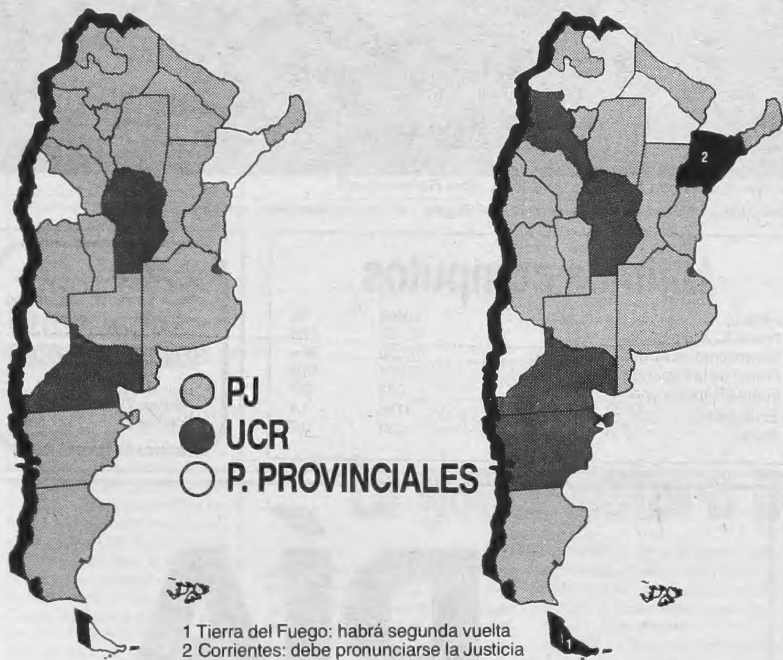 PJ
UCR
P. PROVINCIALES
2
1
1 Tierra del Fuego: habrá segunda vuelta
2 Corrientes: debe pronunciarse la Justicia